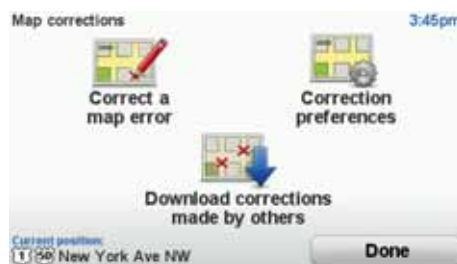 Map corrections 3:45pm
Correct a
map error
Correction
preferences
Download corrections
made by others
Current position:
1 50 New York Ave NW
Done